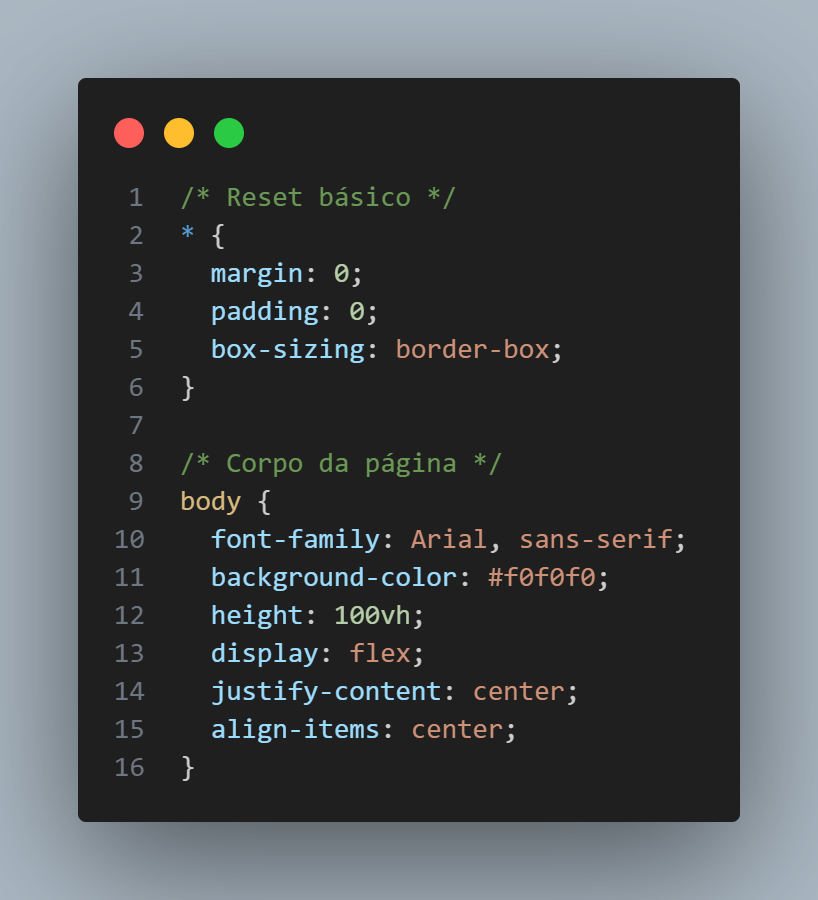 1 /* Reset básico */
2 * {
3   margin: 0;
4   padding: 0;
5   box-sizing: border-box;
6 }
7
8 /* Corpo da página */
9 body {
10   font-family: Arial, sans-serif;
11   background-color: #f0f0f0;
12   height: 100vh;
13   display: flex;
14   justify-content: center;
15   align-items: center;
16 }